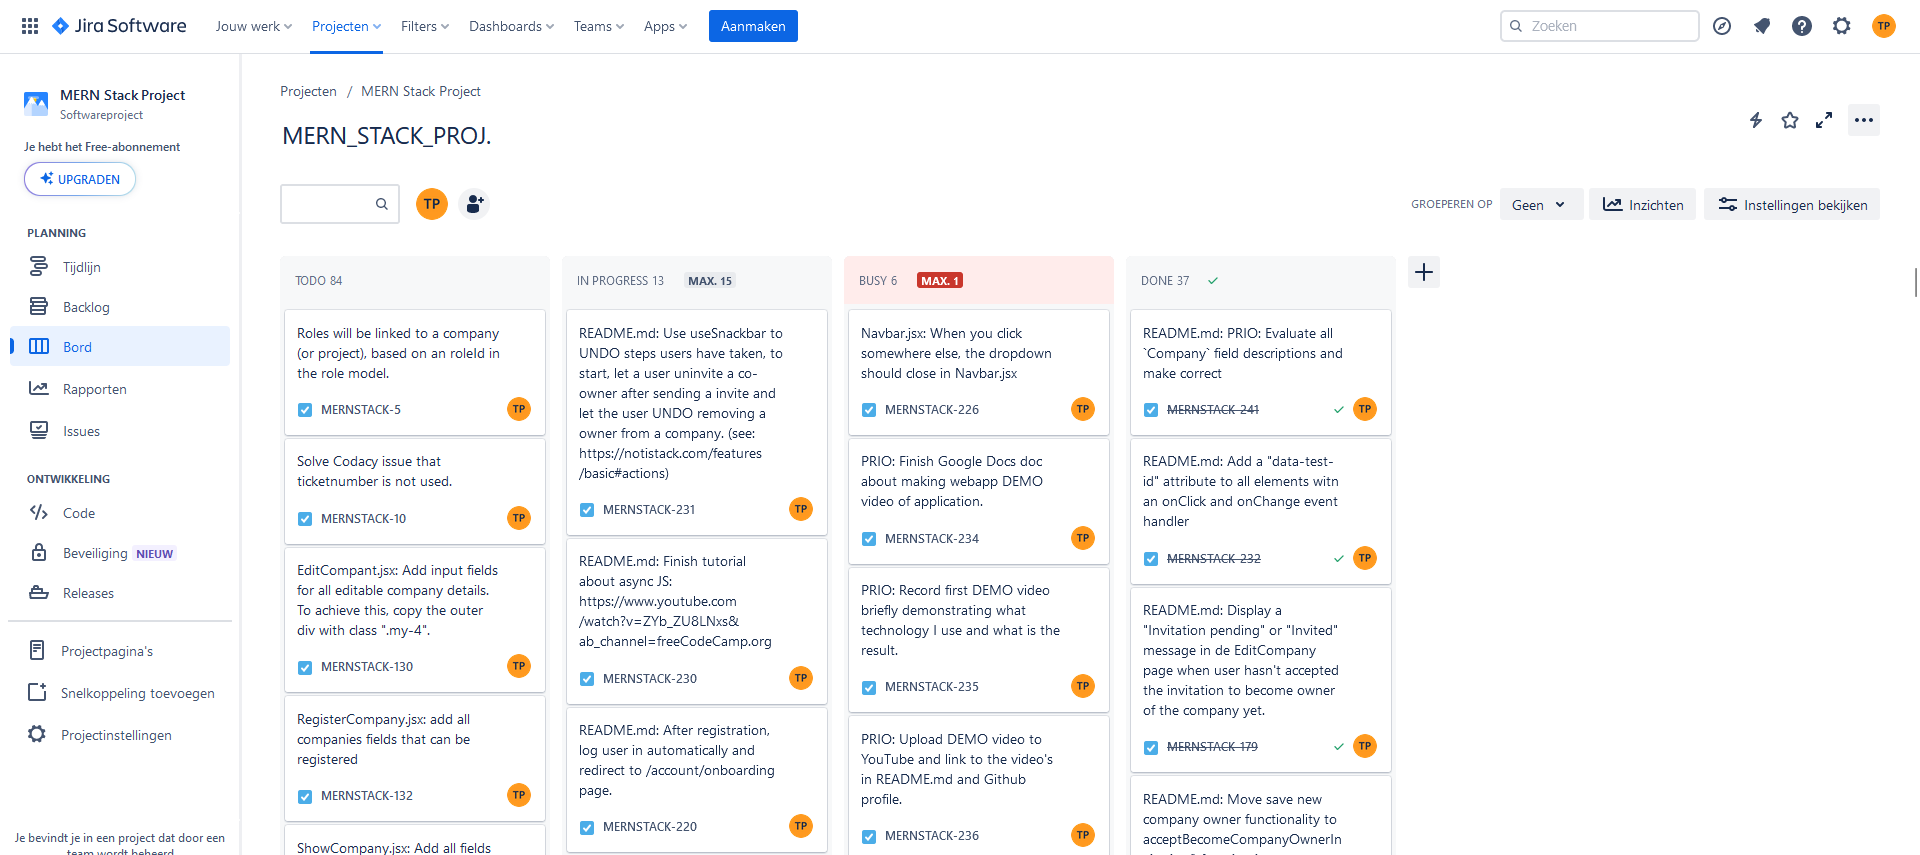 Jira Software
Jouw werk
Projecten
Filters
Dashboards
Teams
Apps
Aanmaken
Zoeken
TP
MERN Stack Project
Softwareproject
Je hebt het Free-abonnement
UPGRADEN
PLANNING
Tijdlijn
Backlog
Bord
Rapporten
Issues
ONTWIKKELING
Code
Beveiliging NIEUW
Releases
Projectpagina's
Snelkoppeling toevoegen
Projectinstellingen
Je bevindt je in een project dat door een
team wordt beheerd
Projecten / MERN Stack Project
MERN_STACK_PROJ.
TP
GROEPEREN OP
Geen
Inzichten
Instellingen bekijken
TODO 84
Roles will be linked to a company
(or project), based on an roleId in
the role model.
MERNSTACK-5
TP
Solve Codacy issue that
ticketnumber is not used.
MERNSTACK-10
TP
EditCompant.jsx: Add input fields
for all editable company details.
To achieve this, copy the outer
div with class ".my-4".
MERNSTACK-130
TP
RegisterCompany.jsx: add all
companies fields that can be
registered
MERNSTACK-132
TP
ShowCompany.jsx: Add all fields
IN PROGRESS 13
MAX. 15
README.md: Use useSnackbar to
UNDO steps users have taken, to
start, let a user uninvite a co-
owner after sending a invite and
let the user UNDO removing a
owner from a company. (see:
https://notistack.com/features
/basic#actions)
MERNSTACK-231
TP
README.md: Finish tutorial
about async JS:
https://www.youtube.com
/watch?v=ZYb_ZU8LNxs&
ab_channel=freeCodeCamp.org
MERNSTACK-230
TP
README.md: After registration,
log user in automatically and
redirect to /account/onboarding
page.
MERNSTACK-220
TP
BUSY 6
MAX. 1
Navbar.jsx: When you click
somewhere else, the dropdown
should close in Navbar.jsx
MERNSTACK-226
TP
PRIO: Finish Google Docs doc
about making webapp DEMO
video of application.
MERNSTACK-234
TP
PRIO: Record first DEMO video
briefly demonstrating what
technology I use and what is the
result.
MERNSTACK-235
TP
PRIO: Upload DEMO video to
YouTube and link to the video's
in README.md and Github
profile.
MERNSTACK-236
TP
DONE 37
README.md: PRIO: Evaluate all
`Company` field descriptions and
make correct
MERNSTACK-241
TP
README.md: Add a "data-test-
id" attribute to all elements witn
an onClick and onChange event
handler
MERNSTACK-232
TP
README.md: Display a
"Invitation pending" or "Invited"
message in de EditCompany
page when user hasn't accepted
the invitation to become owner
of the company yet.
MERNSTACK-179
TP
README.md: Move save new
company owner functionality to
acceptBecomeCompanyOwnerIn